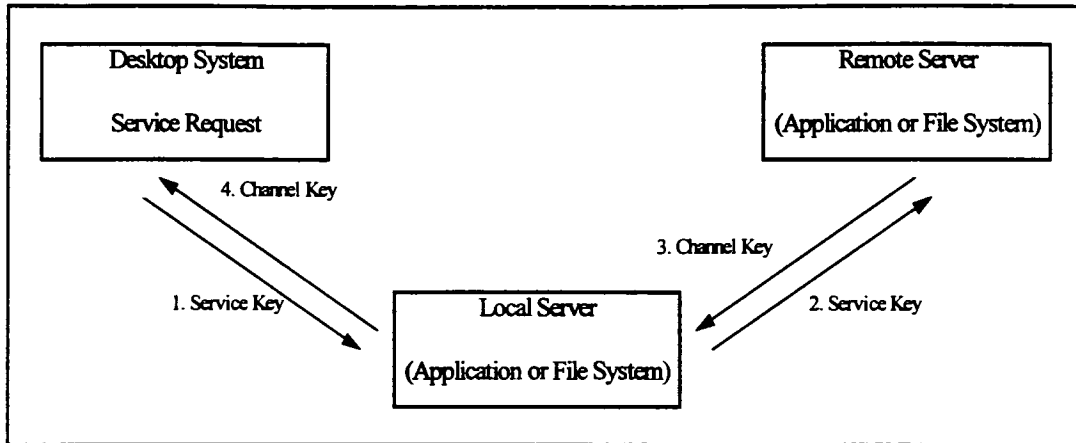 Desktop System
Service Request
Remote Server
(Application or File System)
4. Channel Key
3. Channel Key
1. Service Key
2. Service Key
Local Server
(Application or File System)